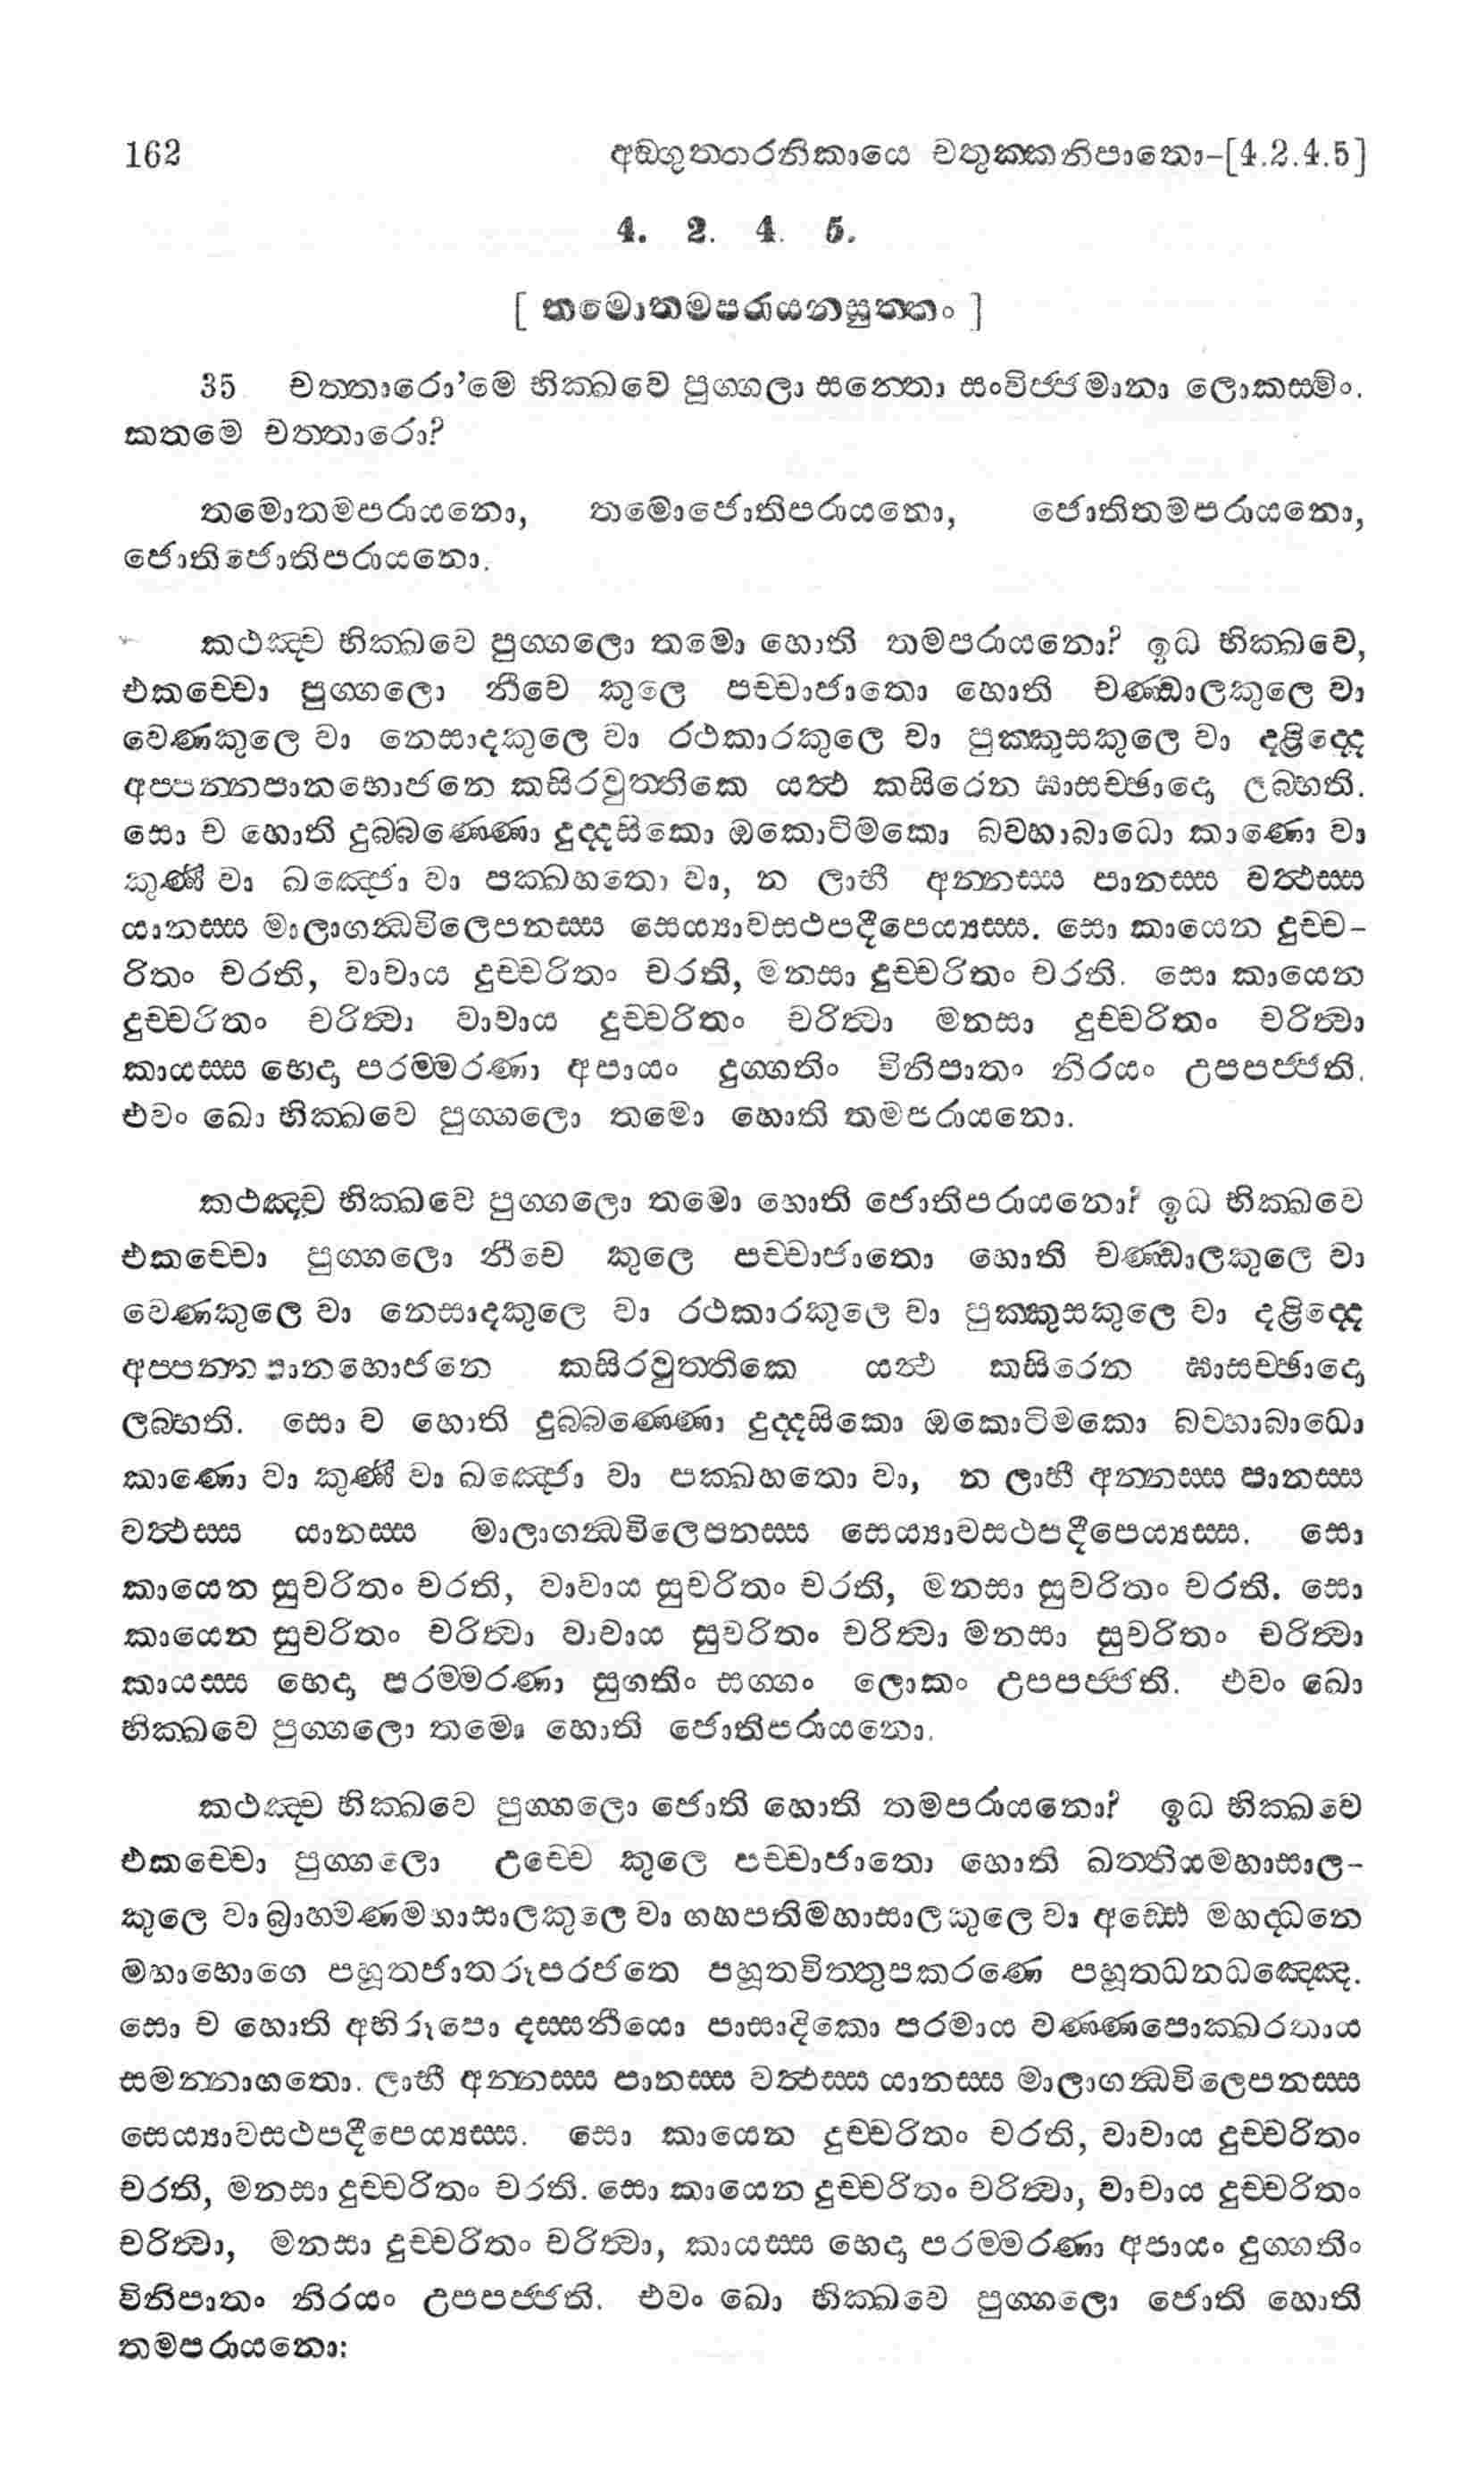 162 අඞ්ගුත්තරනිකායෙ චතුක්කනිපාතො-[4.2.4.5]
4. 2. 4. 5.
[ තමොතමපරායනසුත්තං ]
35 චත්තාරො’මෙ භික්ඛවෙ පුග්ගලා සන්තො සංවිජ්ජමානා ලොකස්මිං.
කතමෙ චත්තාරො?
තමොතමපරායනො, තමොජොතිපරායනො, ජොතිතමපරායනො,
ජොතිජොතිපරායනො.
කථඤ්ච භික්ඛවෙ පුග්ගලො තමො හොති තමපරායනො? ඉධ භික්ඛවෙ,
එකච්චො පුග්ගලො නීචෙ කුලෙ පච්චාජාතො හොති චණ්ඩාලකුලෙ වා
වෙණකුලෙ වා නෙසාදකුලෙ වා රථකාරකුලෙ වා පුක්කුසකුලෙ වා දළිද්දෙ
අප්පන්නපානභොජනෙ කසිරවුත්තිකෙ යත්ථ කසිරෙන ඝාසච්ඡාදො ලබ්භති.
සො ච හොති දුබ්බණ්ණො දුද්දසිකො ඔකොටිමකො බව්හාබාධො කාණො වා
කුණී වා ඛඤ්ජො වා පක්ඛහතො වා, න ලාභී අන්නස්ස පානස්ස වත්ථස්ස
යානස්ස මාලාගන්ධවිලෙපනස්ස සෙය්‍යාවසථපදීපෙය්‍යස්ස. සො කායෙන දුච්ච-
රිතං චරති, වාචාය දුච්චරිතං චරති, මනසා දුච්චරිතං චරති. සො කායෙන
දුච්චරිතං චරිත්‍වා වාචාය දුච්චරිතං චරිත්‍වා මනසා දුච්චරිතං චරිත්‍වා
කායස්ස භෙදා පරම්මරණා අපායං දුග්ගතිං විනිපාතං නිරයං උපපජ්ජති.
එවං ඛො භික්ඛවෙ පුග්ගලො තමො හොති තමපරායනො.
කථඤ්ච භික්ඛවෙ පුග්ගලො තමො හොති ජොතිපරායනො? ඉධ භික්ඛවෙ
එකච්චො පුග්ගලො නීචෙ කුලෙ පච්චාජාතො හොති චණ්ඩාලකුලෙ වා
වෙණකුලෙ වා නෙසාදකුලෙ වා රථකාරකුලෙ වා පුක්කුසකුලෙ වා දළිද්දෙ
අප්පන්නපානභොජනෙ කසිරවුත්තිකෙ යත්ථ කසිරෙන ඝාසච්ඡාදො
ලබ්භති. සො ච හොති දුබ්බණ්ණො දුද්දසිකො ඔකොටිමකො බව්හාබාධො
කාණො වා කුණී වා ඛඤ්ජො වා පක්ඛහතො වා, න ලාභී අන්නස්ස පානස්ස
වත්ථස්ස යානස්ස මාලාගන්ධවිලෙපනස්ස සෙය්‍යාවසථපදීපෙය්‍යස්ස. සො
කායෙන සුචරිතං චරති, වාචාය සුචරිතං චරති, මනසා සුචරිතං චරති. සො
කායෙන සුචරිතං චරිත්‍වා වාචාය සුචරිතං චරිත්‍වා මනසා සුචරිතං චරිත්‍වා
කායස්ස භෙදා පරම්මරණා සුගතිං සග්ගං ලොකං උපපජ්ජති. එවං ඛො
භික්ඛවෙ පුග්ගලො තමො හොති ජොතිපරායනො.
කථඤ්ච භික්ඛවෙ පුග්ගලො ජොති හොති තමපරායනො? ඉධ භික්ඛවෙ
එකච්චො පුග්ගලො උච්චෙ කුලෙ පච්චාජාතො හොති ඛත්තියමහාසාල-
කුලෙ වා බ්‍රාහ්මණමහාසාලකුලෙ වා ගහපතිමහාසාලකුලෙ වා අඩ්ඪෙ මහද්ධනෙ
මහාභොගෙ පහූතජාතරූපරජතෙ පහූතවිත්තුපකරණෙ පහූතධනධඤ්ඤෙ.
සො ච හොති අභිරූපො දස්සනීයො පාසාදිකො පරමාය වණ්ණපොක්ඛරතාය
සමන්නාගතො. ලාභී අන්නස්ස පානස්ස වත්ථස්ස යානස්ස මාලාගන්ධවිලෙපනස්ස
සෙය්‍යාවසථපදීපෙය්‍යස්ස. සො කායෙන දුච්චරිතං චරති, වාචාය දුච්චරිතං
චරති, මනසා දුච්චරිතං චරති. සො කායෙන දුච්චරිතං චරිත්‍වා, වාචාය දුච්චරිතං
චරිත්‍වා, මනසා දුච්චරිතං චරිත්‍වා, කායස්ස භෙදා පරම්මරණා අපායං දුග්ගතිං
විනිපාතං නිරයං උපපජ්ජති. එවං ඛො භික්ඛවෙ පුග්ගලො ජොති හොති
තමපරායනො: